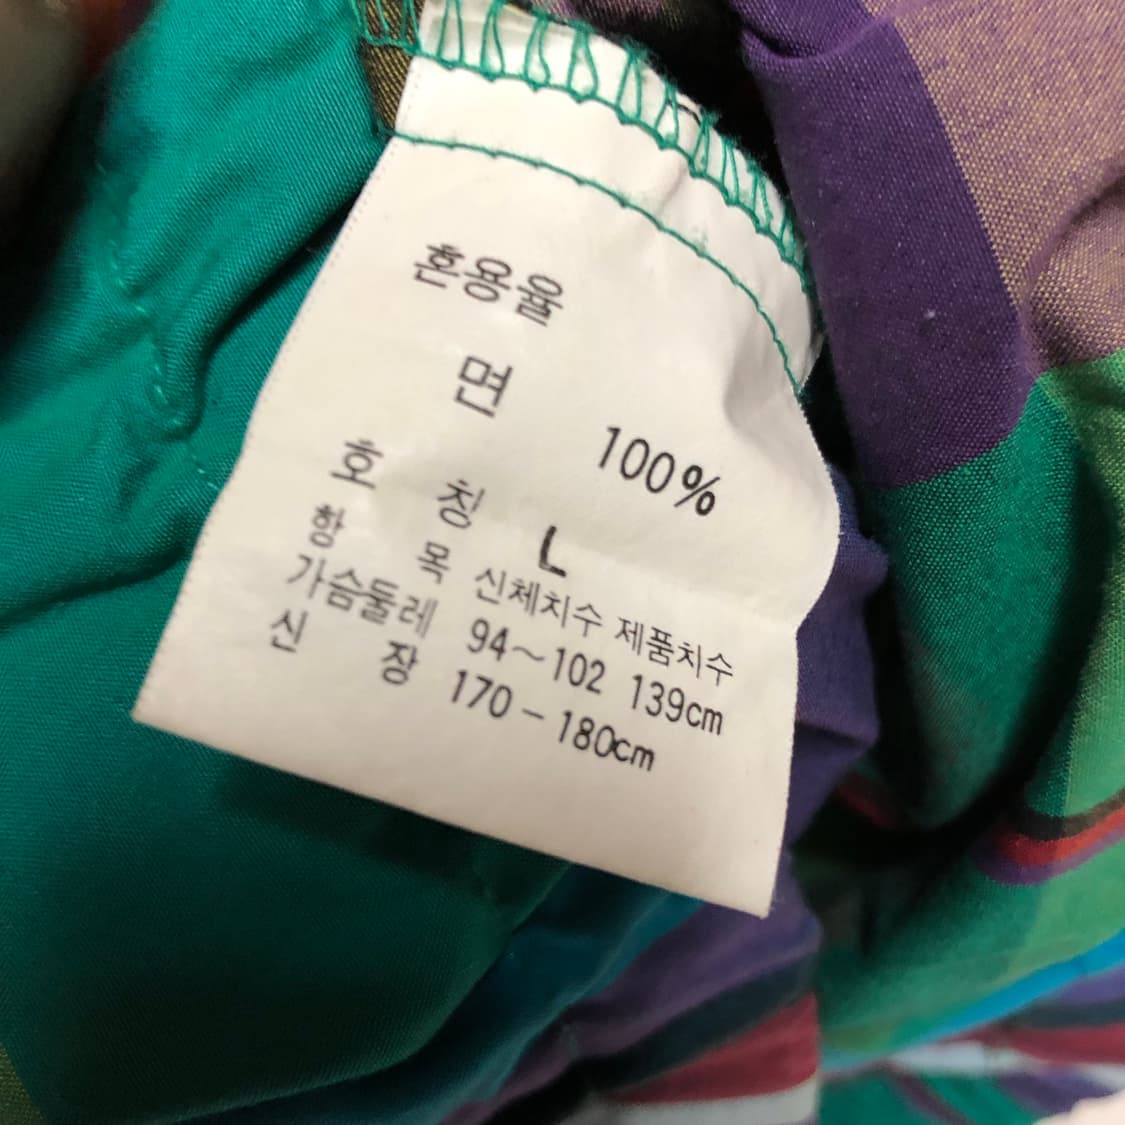 혼용율
면 100%
호 칭 L
항 목 신체치수 제품치수
가슴둘레 94~102 139cm
신 장 170-180cm